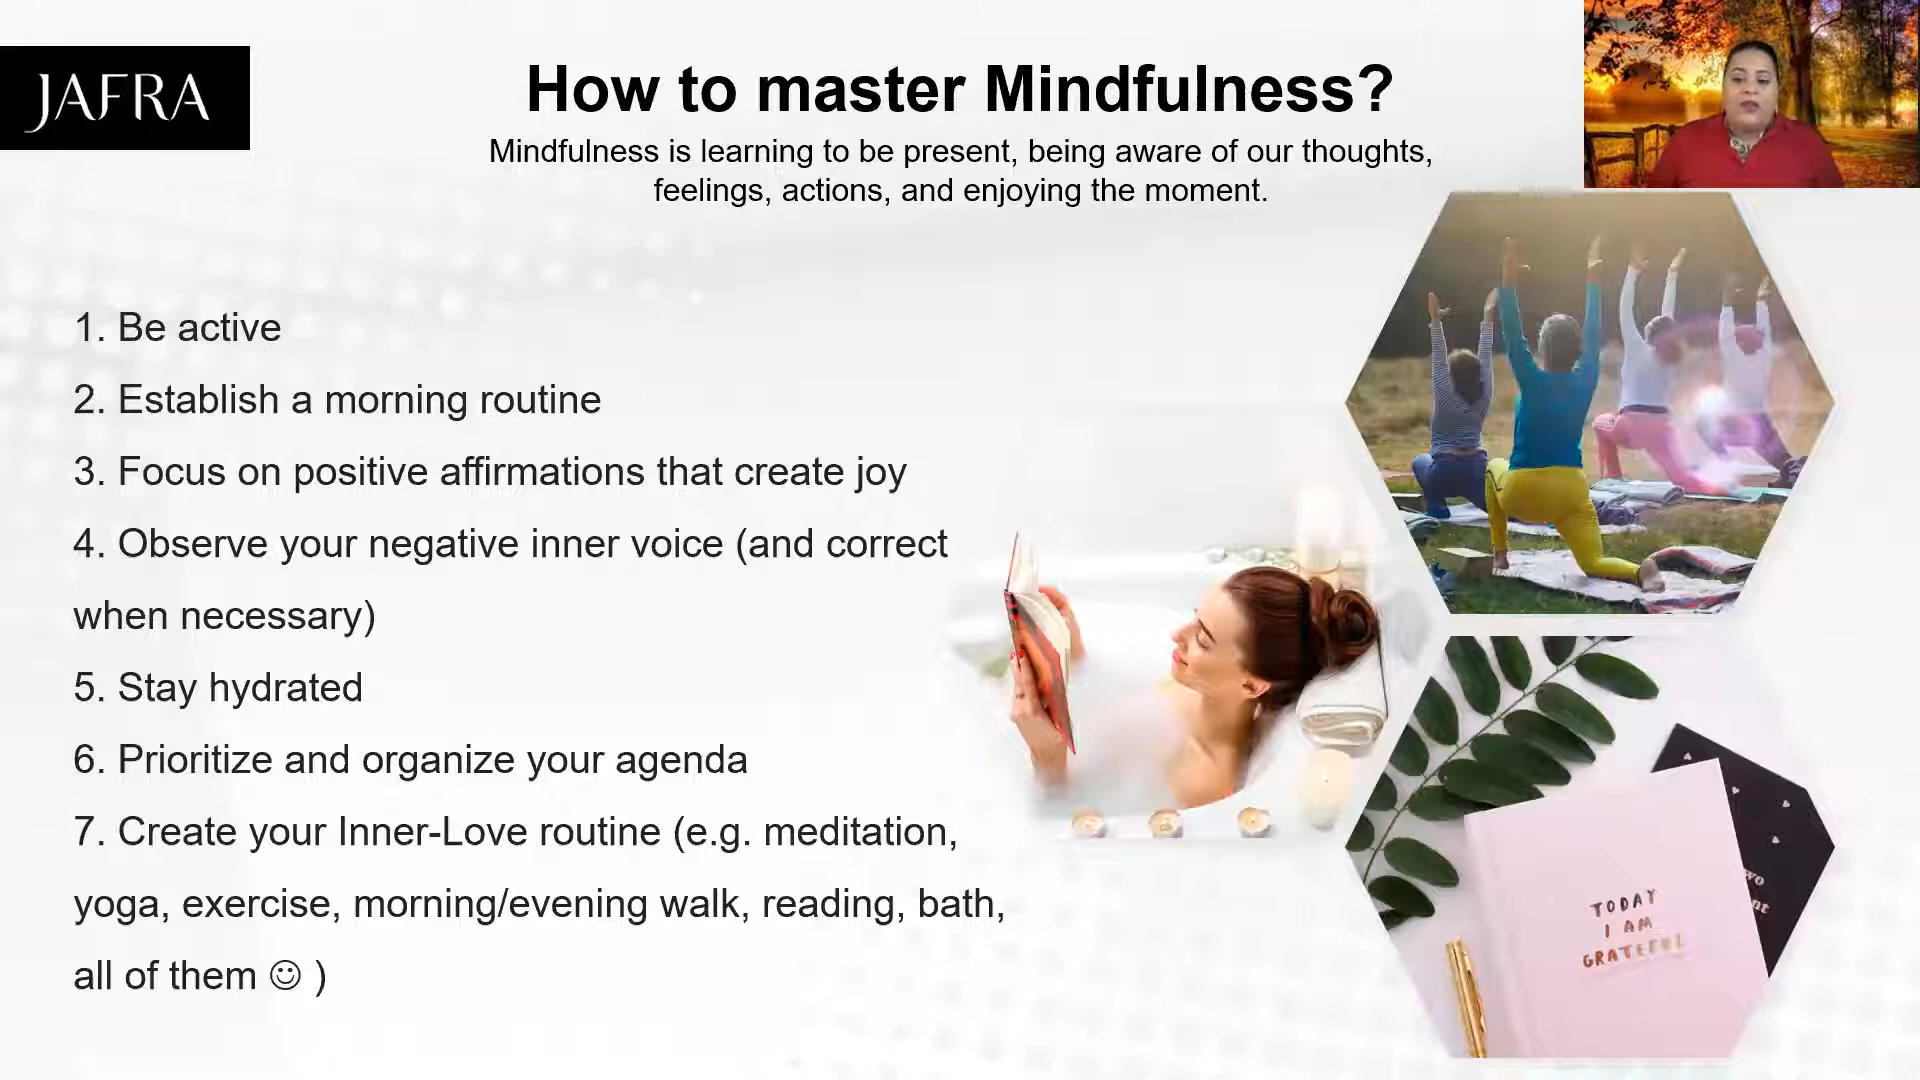 JAFRA
How to master Mindfulness?
Mindfulness is learning to be present, being aware of our thoughts,
feelings, actions, and enjoying the moment.
1. Be active
2. Establish a morning routine
3. Focus on positive affirmations that create joy
4. Observe your negative inner voice (and correct
when necessary)
5. Stay hydrated
6. Prioritize and organize your agenda
7. Create your Inner-Love routine (e.g. meditation,
yoga, exercise, morning/evening walk, reading, bath,
all of them ☺ )
TODAY
I AM
GRATEFUL